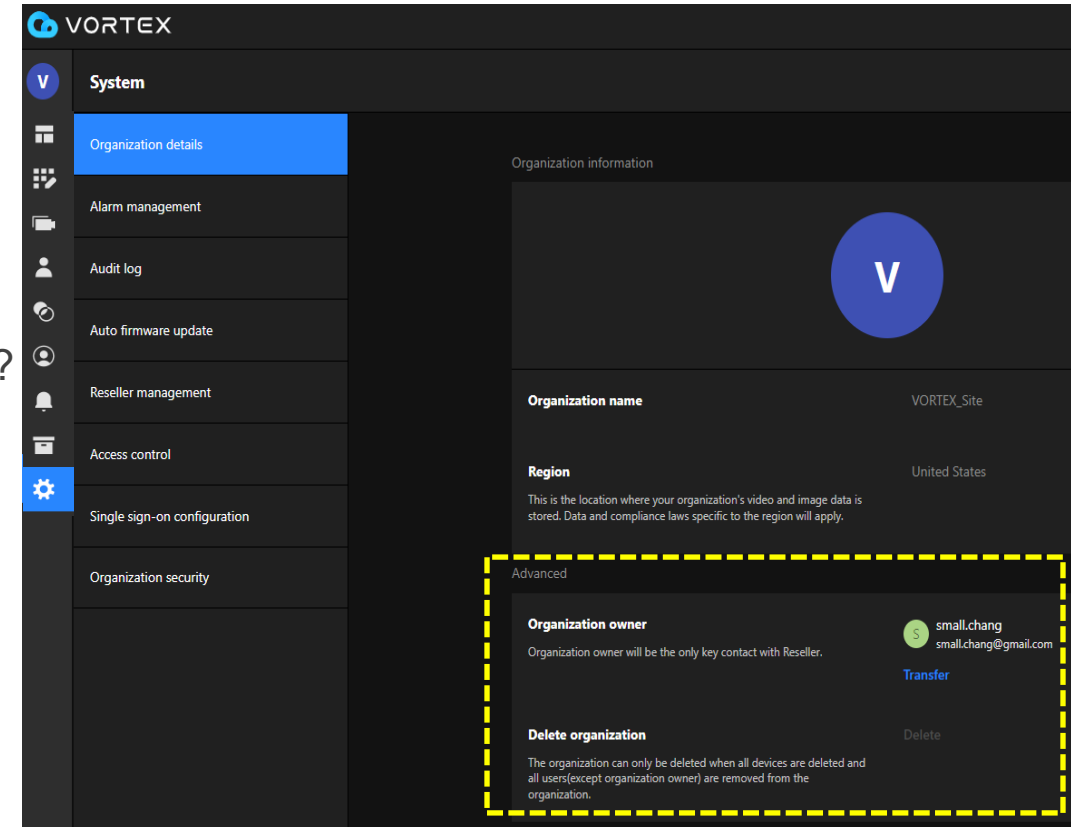 VORTEX
V
System
Organization details
Alarm management
Audit log
Auto firmware update
Reseller management
Access control
Single sign-on configuration
Organization security
?
Organization information
V
Organization name
VORTEX_Site
Region
United States
This is the location where your organization's video and image data is
stored. Data and compliance laws specific to the region will apply.
Advanced
Organization owner
S
small.chang
small.chang@gmail.com
Organization owner will be the only key contact with Reseller.
Transfer
Delete organization
Delete
The organization can only be deleted when all devices are deleted and
all users(except organization owner) are removed from the
organization.